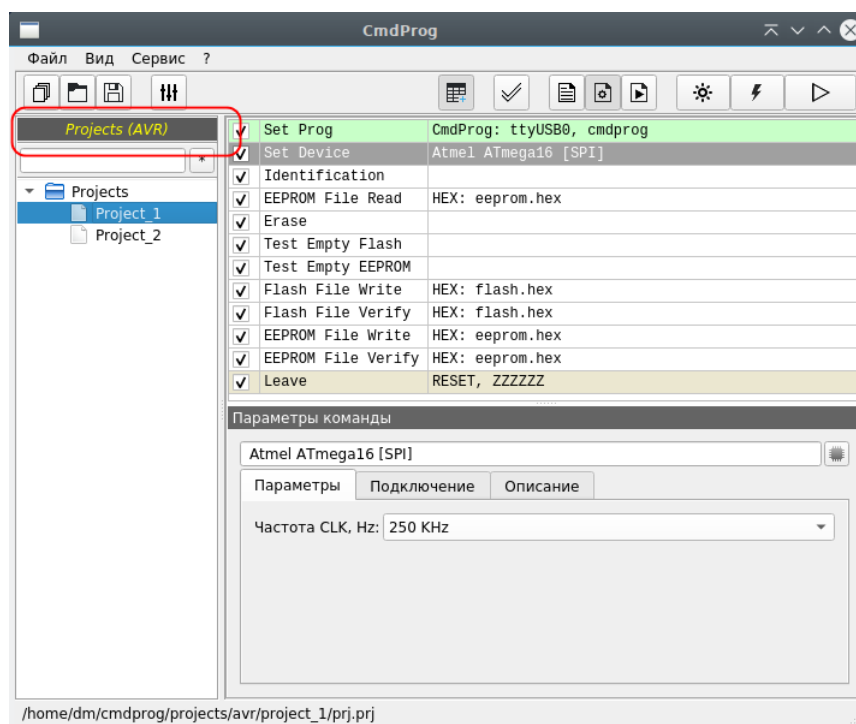 CmdProg
Файл Вид Сервис ?
Projects (AVR)
*
Projects
Project_1
Project_2
Set Prog CmdProg: ttyUSB0, cmdprog
Set Device Atmel ATmega16 [SPI]
Identification
EEPROM File Read HEX: eeprom.hex
Erase
Test Empty Flash
Test Empty EEPROM
Flash File Write HEX: flash.hex
Flash File Verify HEX: flash.hex
EEPROM File Write HEX: eeprom.hex
EEPROM File Verify HEX: eeprom.hex
Leave RESET, ZZZZZZ
Параметры команды
Atmel ATmega16 [SPI]
Параметры Подключение Описание
Частота CLK, Hz: 250 KHz
/home/dm/cmdprog/projects/avr/project_1/prj.prj